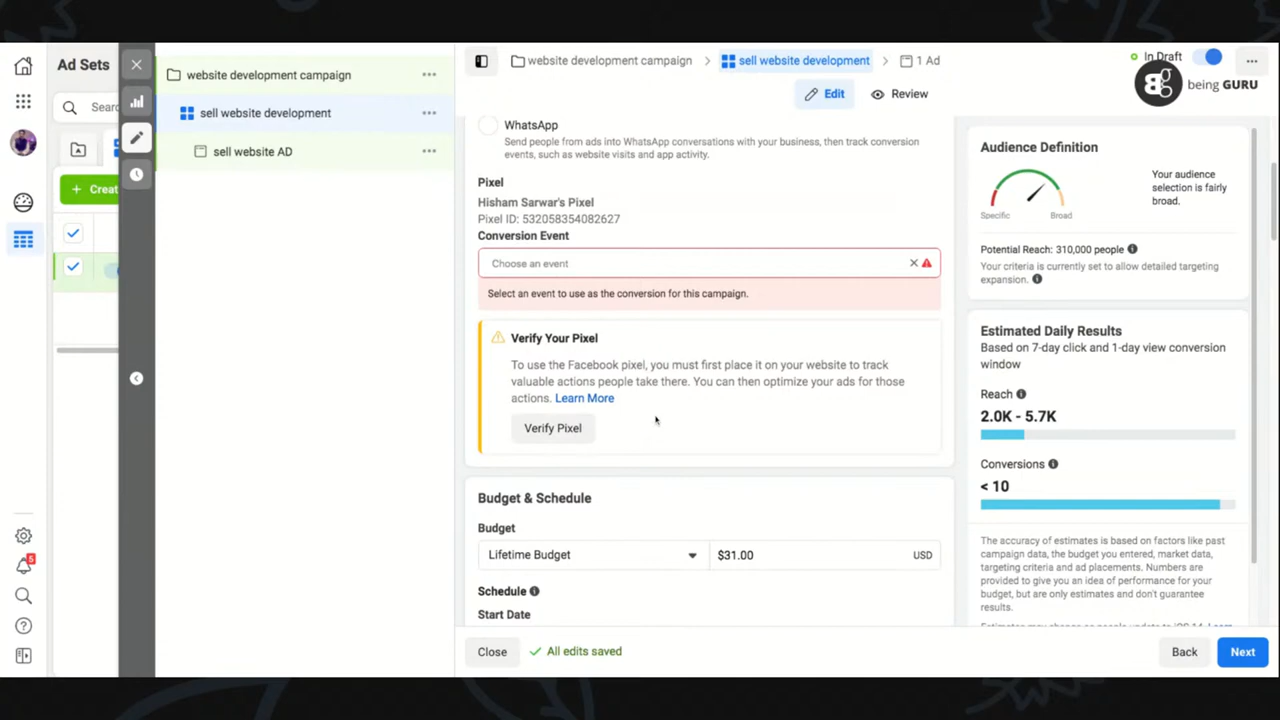 Ad Sets
Searc
+ Creat
5
website development campaign
sell website development
sell website AD
website development campaign > sell website development > 1 Ad
In Draft
being GURU
Edit
Review
WhatsApp
Send people from ads into WhatsApp conversations with your business, then track conversion
events, such as website visits and app activity.
Pixel
Hisham Sarwar's Pixel
Pixel ID: 532058354082627
Conversion Event
Choose an event
Select an event to use as the conversion for this campaign.
Verify Your Pixel
To use the Facebook pixel, you must first place it on your website to track
valuable actions people take there. You can then optimize your ads for those
actions. Learn More
Verify Pixel
Budget & Schedule
Budget
Lifetime Budget
$31.00
USD
Schedule
Start Date
Close
All edits saved
Back
Next
Audience Definition
Your audience
selection is fairly
broad.
Specific
Broad
Potential Reach: 310,000 people
Your criteria is currently set to allow detailed targeting
expansion.
Estimated Daily Results
Based on 7-day click and 1-day view conversion
window
Reach
2.0K - 5.7K
Conversions
< 10
The accuracy of estimates is based on factors like past
campaign data, the budget you entered, market data,
targeting criteria and ad placements. Numbers are
provided to give you an idea of performance for your
budget, but are only estimates and don't guarantee
results.